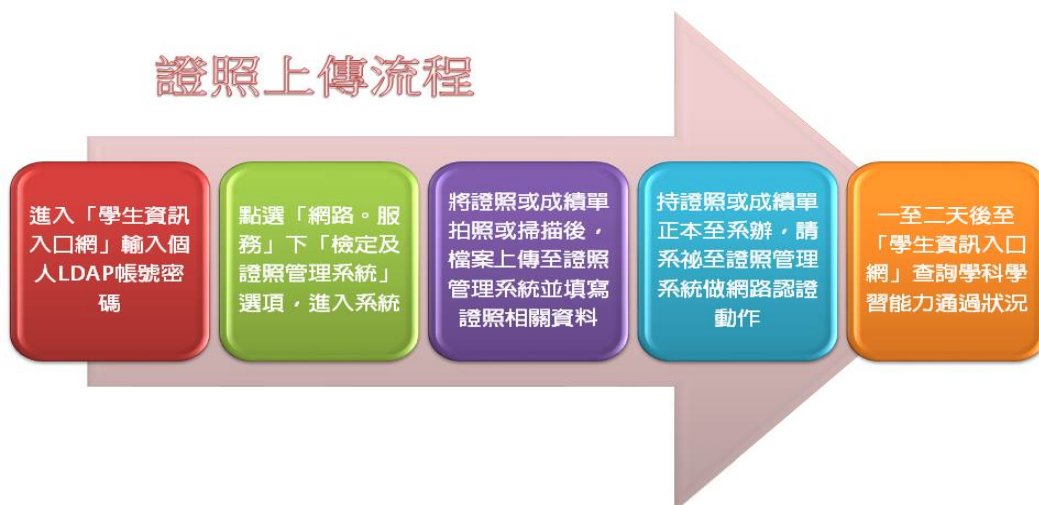 證照上傳流程
進入「學生資訊
入口網」輸入個
人LDAP帳號密
碼
點選「網路。服
務」下「檢定及
證照管理系統」
選項，進入系統
將證照或成績單
拍照或掃描後，
檔案上傳至證照
管理系統並填寫
證照相關資料
持證照或成績單
正本至系辦，請
系祕至證照管理
系統做網路認證
動作
一至二天後至
「學生資訊入口
網」查詢學科學
習能力通過狀況